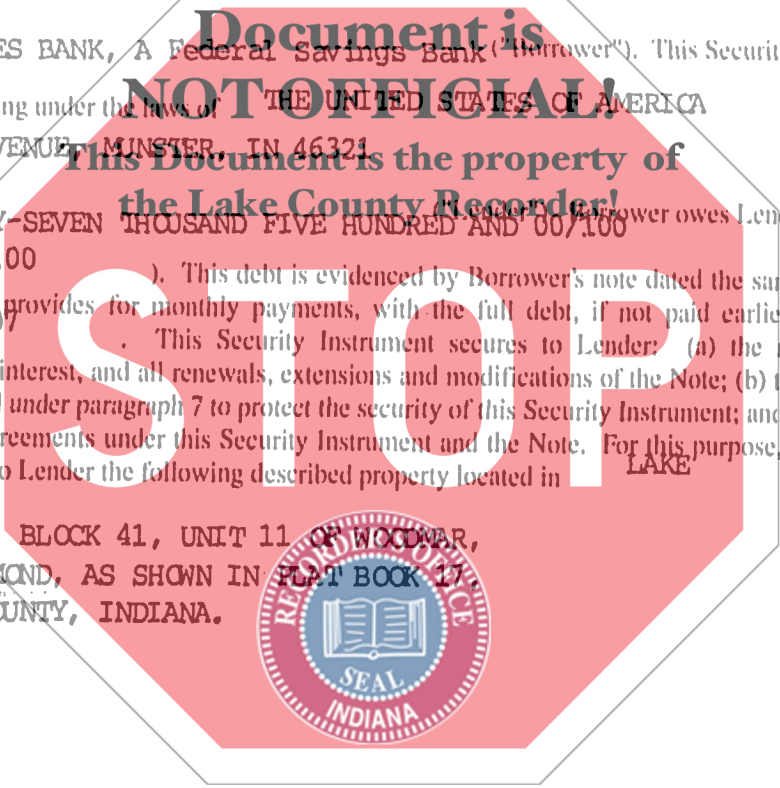 Document is
ES BANK, A Federal Savings Bank ("Borrower"). This Securit
NOT OFFICIAL!
ng under the laws of THE UNITED STATES OF AMERICA
VENUE, MUNSTER, IN 46321
This Document is the property of
the Lake County Recorder!
Y-SEVEN THOUSAND FIVE HUNDRED AND 00/100 ("Lender"). Borrower owes Len
.00 ). This debt is evidenced by Borrower's note dated the sa
provides for monthly payments, with the full debt, if not paid earlie
07 . This Security Instrument secures to Lender: (a) the
interest, and all renewals, extensions and modifications of the Note; (b) t
under paragraph 7 to protect the security of this Security Instrument; and
reements under this Security Instrument and the Note. For this purpose,
o Lender the following described property located in LAKE
STOP
BLOCK 41, UNIT 11 OF WOODMAR,
MOND, AS SHOWN IN PLAT BOOK 17,
OUNTY, INDIANA.
RECORDER'S OFFICE
SEAL
INDIANA